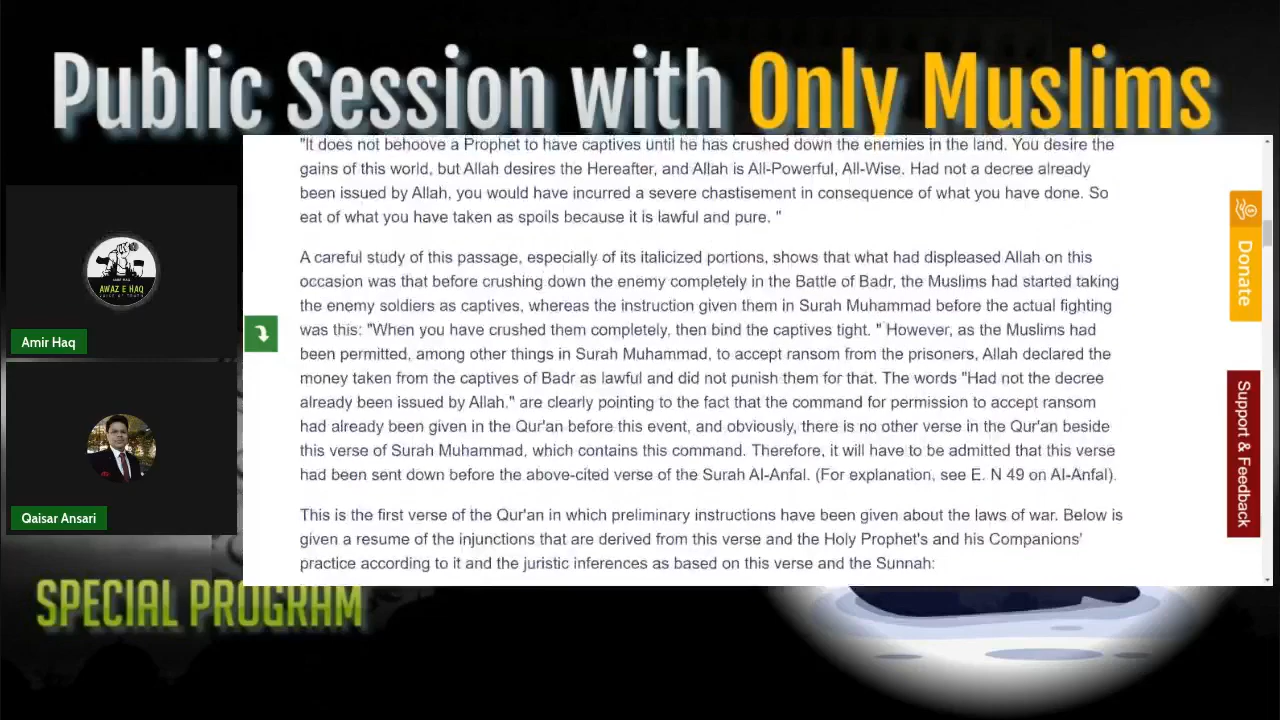 Public Session with Only Muslims
"It does not behoove a Prophet to have captives until he has crushed down the enemies in the land. You desire the
gains of this world, but Allah desires the Hereafter, and Allah is All-Powerful, All-Wise. Had not a decree already
been issued by Allah, you would have incurred a severe chastisement in consequence of what you have done. So
eat of what you have taken as spoils because it is lawful and pure. "
A careful study of this passage, especially of its italicized portions, shows that what had displeased Allah on this
occasion was that before crushing down the enemy completely in the Battle of Badr, the Muslims had started taking
the enemy soldiers as captives, whereas the instruction given them in Surah Muhammad before the actual fighting
was this: "When you have crushed them completely, then bind the captives tight. " However, as the Muslims had
been permitted, among other things in Surah Muhammad, to accept ransom from the prisoners, Allah declared the
money taken from the captives of Badr as lawful and did not punish them for that. The words "Had not the decree
already been issued by Allah," are clearly pointing to the fact that the command for permission to accept ransom
had already been given in the Qur'an before this event, and obviously, there is no other verse in the Qur'an beside
this verse of Surah Muhammad, which contains this command. Therefore, it will have to be admitted that this verse
had been sent down before the above-cited verse of the Surah Al-Anfal. (For explanation, see E. N 49 on Al-Anfal).
This is the first verse of the Qur'an in which preliminary instructions have been given about the laws of war. Below is
given a resume of the injunctions that are derived from this verse and the Holy Prophet's and his Companions'
practice according to it and the juristic inferences as based on this verse and the Sunnah:
Donate
Support & Feedback
AMIR HAQ
AWAZ E HAQ
VOICE OF TRUTH
Amir Haq
Qaisar Ansari
SPECIAL PROGRAM